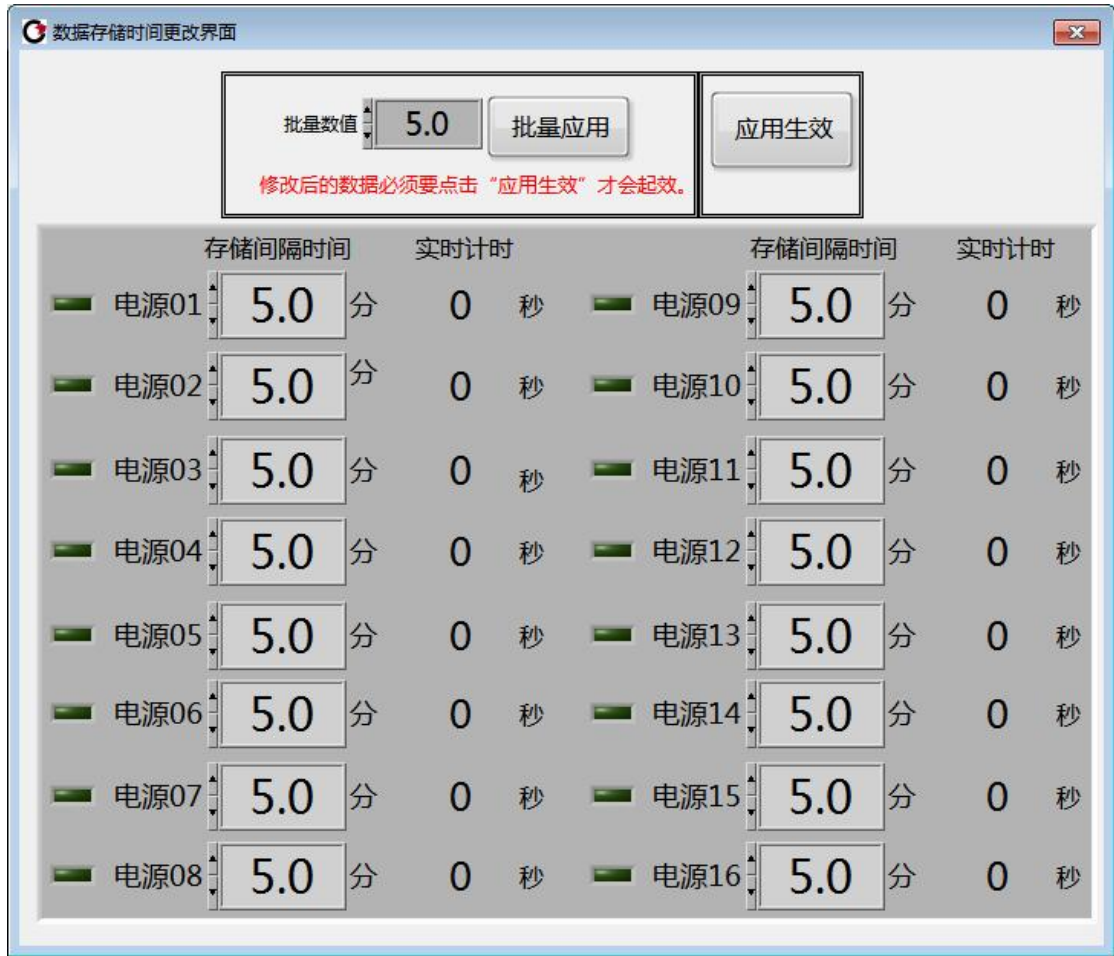 数据存储时间更改界面
批量数值 5.0 批量应用 应用生效
修改后的数据必须要点击“应用生效”才会起效。
存储间隔时间 实时计时 存储间隔时间 实时计时
电源01 5.0 分 0 秒 电源09 5.0 分 0 秒
电源02 5.0 分 0 秒 电源10 5.0 分 0 秒
电源03 5.0 分 0 秒 电源11 5.0 分 0 秒
电源04 5.0 分 0 秒 电源12 5.0 分 0 秒
电源05 5.0 分 0 秒 电源13 5.0 分 0 秒
电源06 5.0 分 0 秒 电源14 5.0 分 0 秒
电源07 5.0 分 0 秒 电源15 5.0 分 0 秒
电源08 5.0 分 0 秒 电源16 5.0 分 0 秒